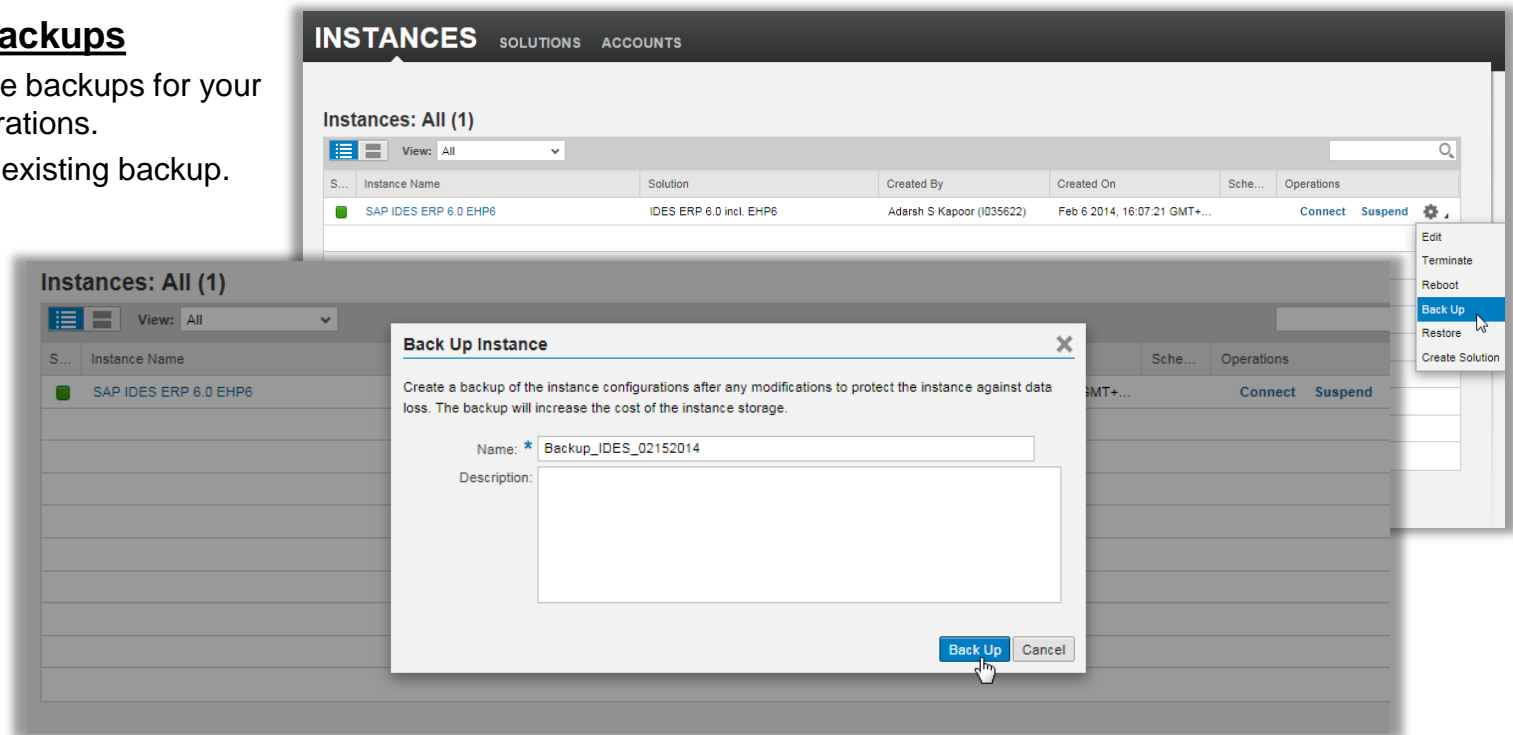 ackups
e backups for your
rations.
existing backup.
INSTANCES SOLUTIONS ACCOUNTS
Instances: All (1)
View: All
S... Instance Name Solution Created By Created On Sche... Operations
SAP IDES ERP 6.0 EHP6 IDES ERP 6.0 incl. EHP6 Adarsh S Kapoor (I035622) Feb 6 2014, 16:07:21 GMT+... Connect Suspend
Edit
Terminate
Reboot
Back Up
Restore
Create Solution
Instances: All (1)
View: All
S... Instance Name Sche... Operations
SAP IDES ERP 6.0 EHP6 GMT+... Connect Suspend
Back Up Instance
Create a backup of the instance configurations after any modifications to protect the instance against data
loss. The backup will increase the cost of the instance storage.
Name: * Backup_IDES_02152014
Description:
Back Up Cancel